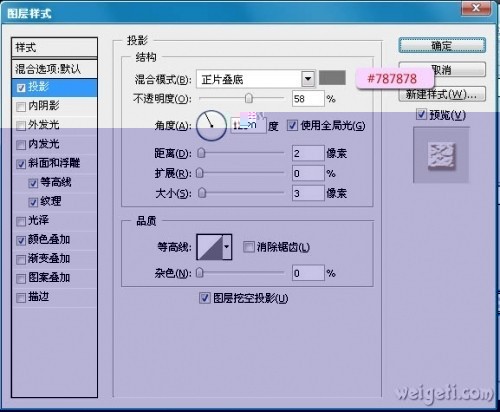 图层样式
样式
混合选项:默认
投影
内阴影
外发光
内发光
斜面和浮雕
等高线
纹理
光泽
颜色叠加
渐变叠加
图案叠加
描边
投影
结构
混合模式(B): 正片叠底
#787878
不透明度(O): 58 %
角度(A): 度 使用全局光(G)
距离(D): 2 像素
扩展(R): 0 %
大小(S): 3 像素
品质
等高线: 消除锯齿(L)
杂色(N): 0 %
图层挖空投影(U)
确定
取消
新建样式(W)...
预览(V)
weigeti.com